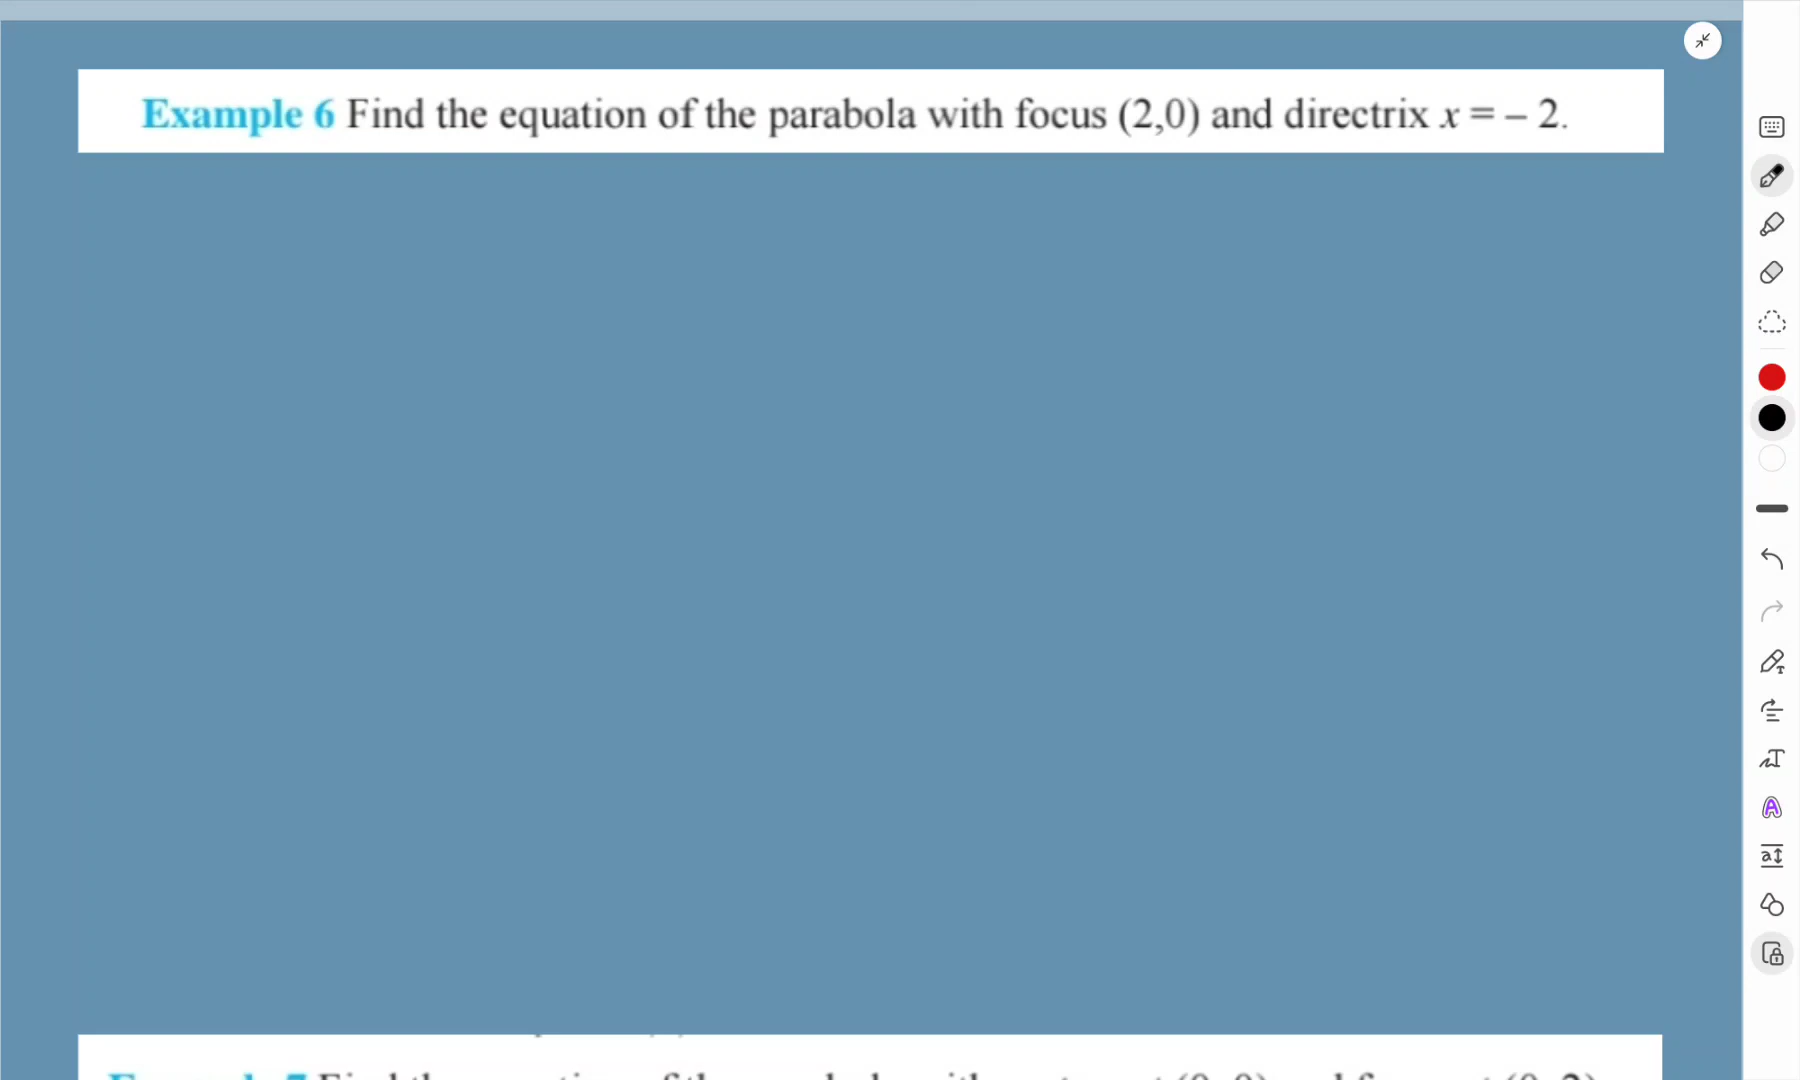 Example 6 Find the equation of the parabola with focus (2,0) and directrix x = – 2.